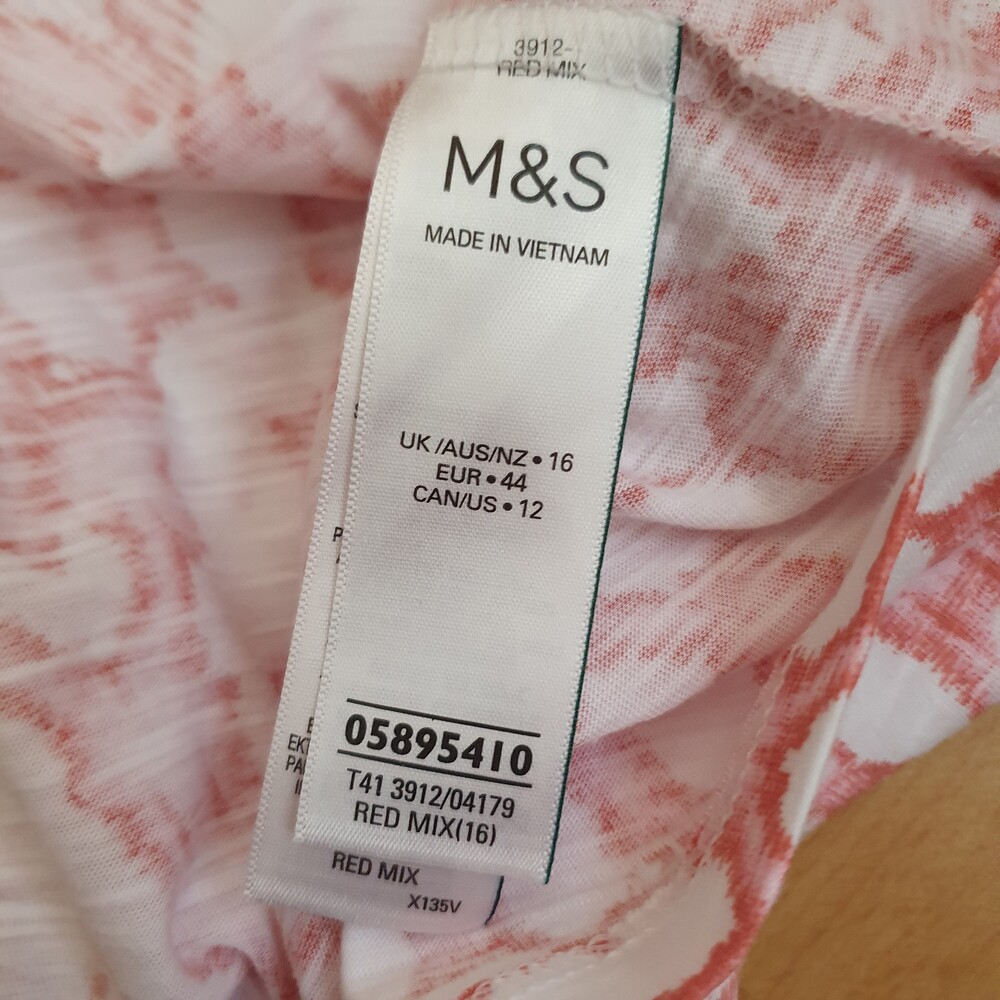 3912-
RED MIX
M&S
MADE IN VIETNAM
UK /AUS/NZ • 16
EUR • 44
CAN/US • 12
05895410
T41 3912/04179
RED MIX(16)
RED MIX
X135V